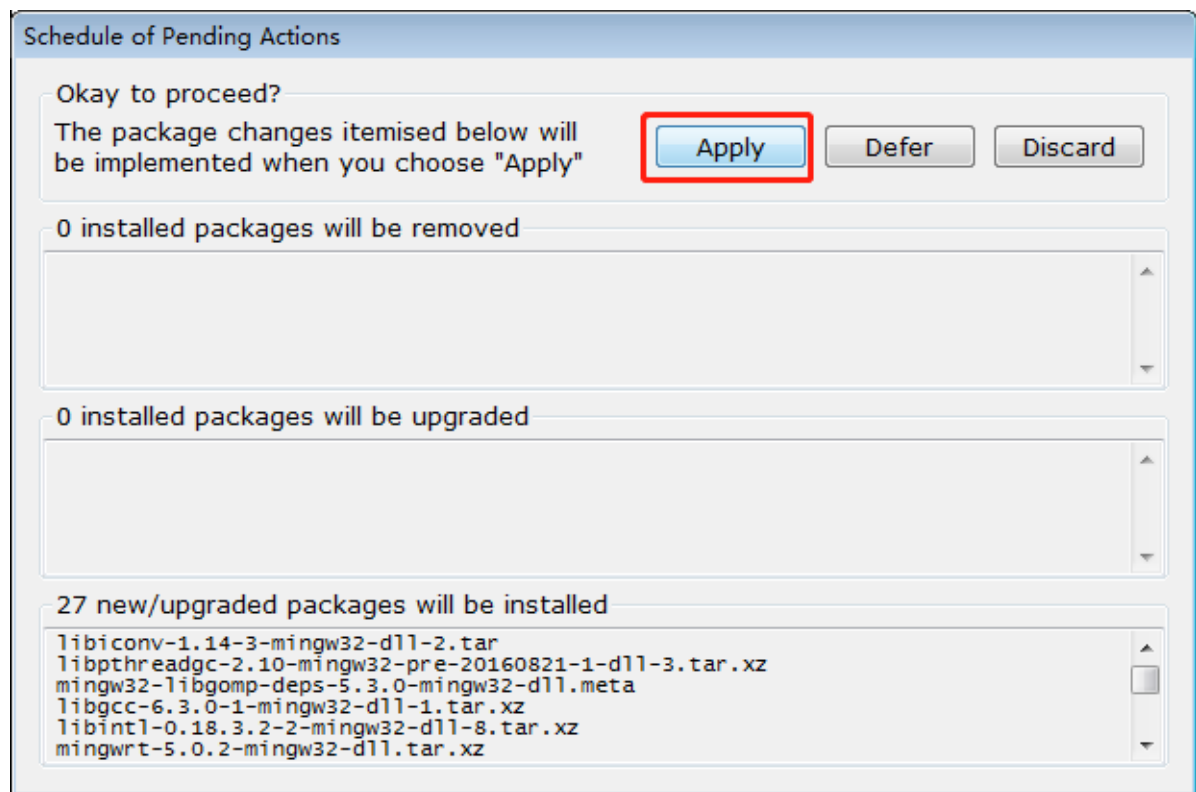 Schedule of Pending Actions
Okay to proceed?
The package changes itemised below will
be implemented when you choose "Apply"
Apply
Defer
Discard
0 installed packages will be removed
0 installed packages will be upgraded
27 new/upgraded packages will be installed
libiconv-1.14-3-mingw32-dll-2.tar
libpthreadgc-2.10-mingw32-pre-20160821-1-dll-3.tar.xz
mingw32-libgomp-deps-5.3.0-mingw32-dll.meta
libgcc-6.3.0-1-mingw32-dll-1.tar.xz
libintl-0.18.3.2-2-mingw32-dll-8.tar.xz
mingwrt-5.0.2-mingw32-dll.tar.xz